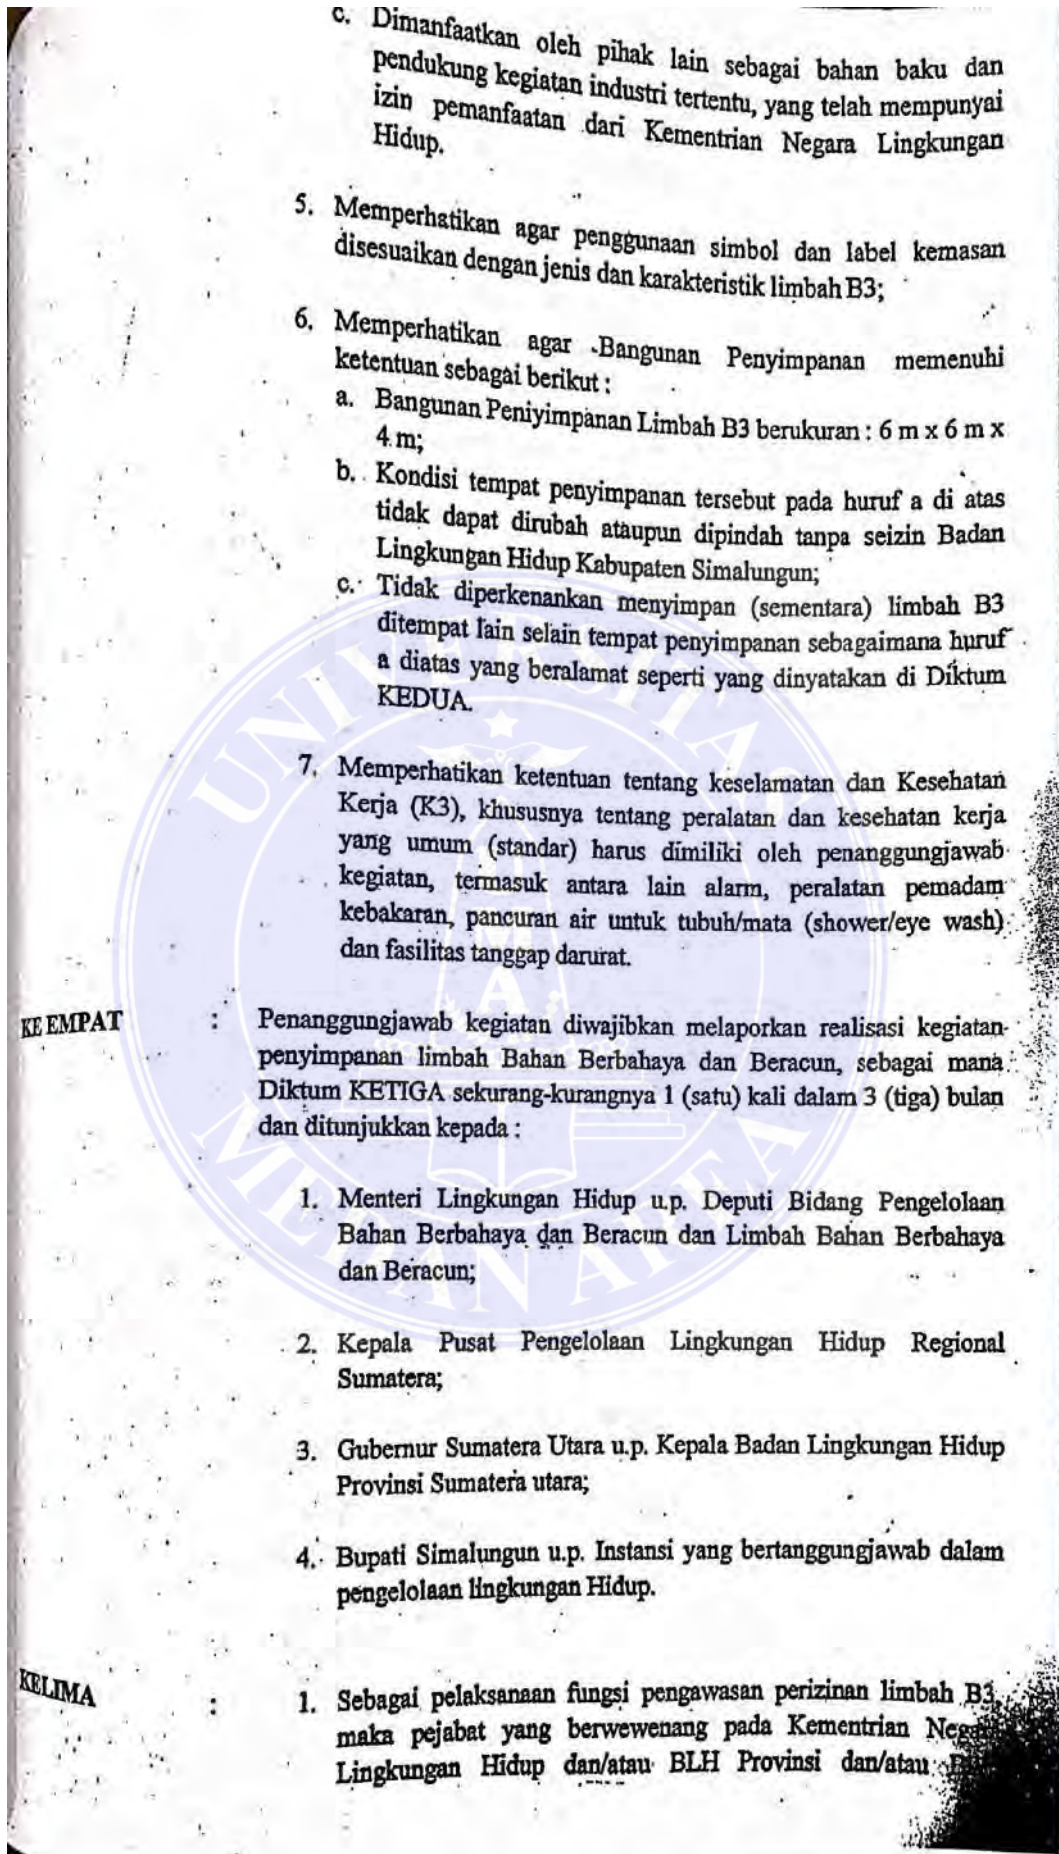 c. Dimanfaatkan oleh pihak lain sebagai bahan baku dan
pendukung kegiatan industri tertentu, yang telah mempunyai
izin pemanfaatan dari Kementrian Negara Lingkungan
Hidup.
5. Memperhatikan agar penggunaan simbol dan label kemasan
disesuaikan dengan jenis dan karakteristik limbah B3;
6. Memperhatikan agar Bangunan Penyimpanan memenuhi
ketentuan sebagai berikut :
a. Bangunan Peniyimpanan Limbah B3 berukuran : 6 m x 6 m x
4 m;
b. Kondisi tempat penyimpanan tersebut pada huruf a di atas
tidak dapat dirubah ataupun dipindah tanpa seizin Badan
Lingkungan Hidup Kabupaten Simalungun;
c. Tidak diperkenankan menyimpan (sementara) limbah B3
ditempat lain selain tempat penyimpanan sebagaimana huruf
a diatas yang beralamat seperti yang dinyatakan di Diktum
KEDUA.
7. Memperhatikan ketentuan tentang keselamatan dan Kesehatan
Kerja (K3), khususnya tentang peralatan dan kesehatan kerja
yang umum (standar) harus dimiliki oleh penanggungjawab
kegiatan, termasuk antara lain alarm, peralatan pemadam
kebakaran, pancuran air untuk tubuh/mata (shower/eye wash)
dan fasilitas tanggap darurat.
KE EMPAT : Penanggungjawab kegiatan diwajibkan melaporkan realisasi kegiatan
penyimpanan limbah Bahan Berbahaya dan Beracun, sebagai mana
Diktum KETIGA sekurang-kurangnya 1 (satu) kali dalam 3 (tiga) bulan
dan ditunjukkan kepada :
1. Menteri Lingkungan Hidup u.p. Deputi Bidang Pengelolaan
Bahan Berbahaya dan Beracun dan Limbah Bahan Berbahaya
dan Beracun;
2. Kepala Pusat Pengelolaan Lingkungan Hidup Regional
Sumatera;
3. Gubernur Sumatera Utara u.p. Kepala Badan Lingkungan Hidup
Provinsi Sumatera utara;
4. Bupati Simalungun u.p. Instansi yang bertanggungjawab dalam
pengelolaan lingkungan Hidup.
KELIMA : 1. Sebagai pelaksanaan fungsi pengawasan perizinan limbah B3,
maka pejabat yang berwewenang pada Kementrian
Lingkungan Hidup dan/atau BLH Provinsi dan/atau
UNIVERSITAS
MEDAN AREA